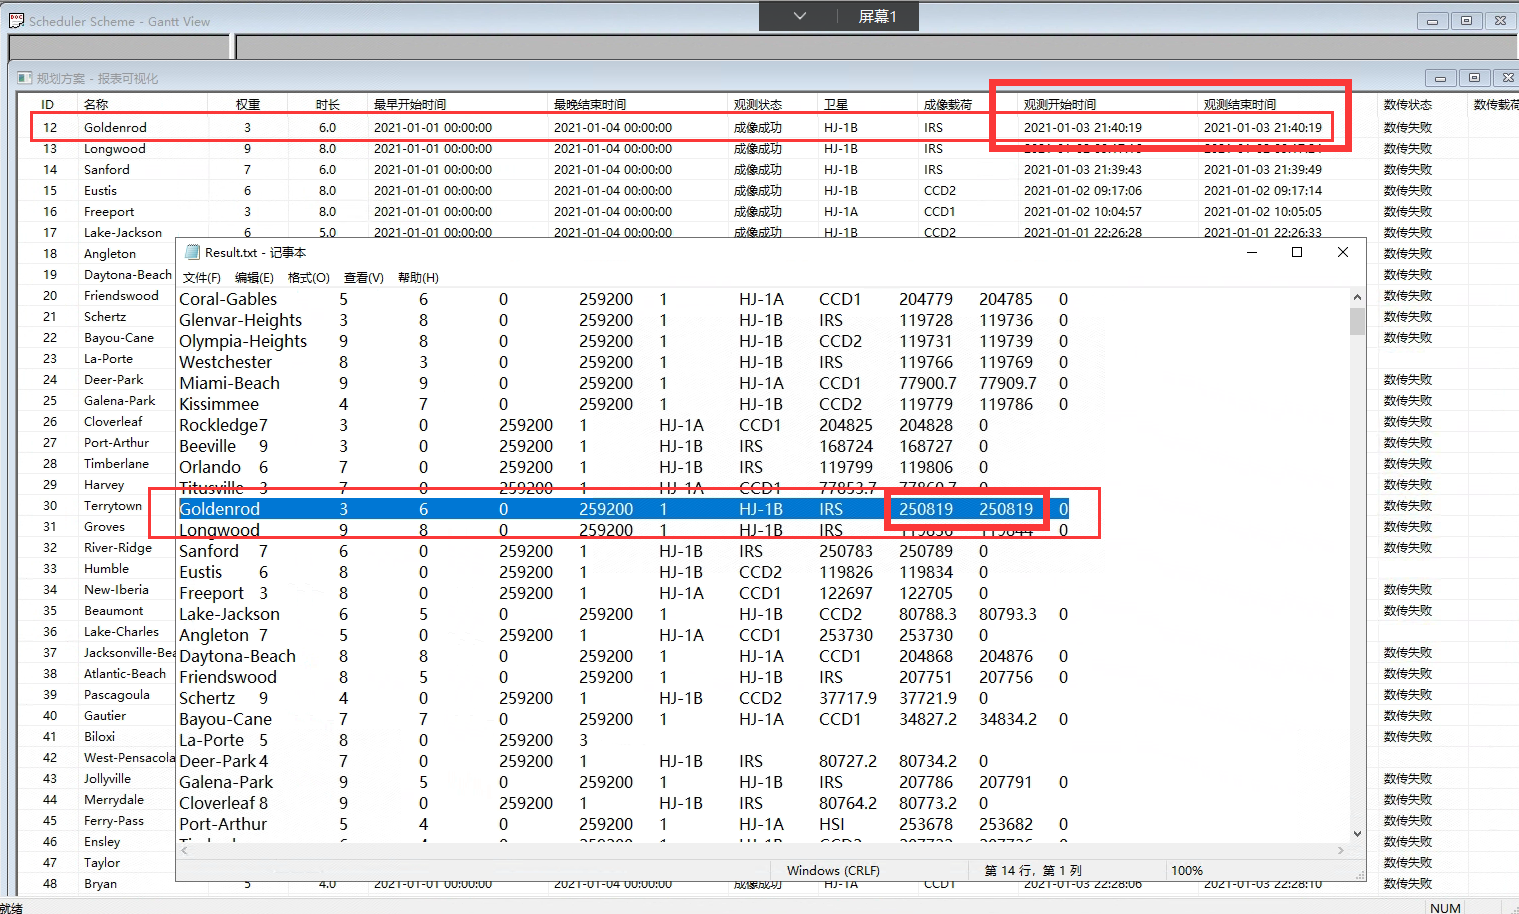 屏幕1
Scheduler Scheme - Gantt View
规划方案 - 报表可视化
ID 名称 权重 时长 最早开始时间 最晚结束时间 观测状态 卫星 成像载荷 观测开始时间 观测结束时间 数传状态 数传载荷
12 Goldenrod 3 6.0 2021-01-01 00:00:00 2021-01-04 00:00:00 成像成功 HJ-1B IRS 2021-01-03 21:40:19 2021-01-03 21:40:19 数传失败
13 Longwood 9 8.0 2021-01-01 00:00:00 2021-01-04 00:00:00 成像成功 HJ-1B IRS 数传失败
14 Sanford 7 6.0 2021-01-01 00:00:00 2021-01-04 00:00:00 成像成功 HJ-1B IRS 2021-01-03 21:39:43 2021-01-03 21:39:49 数传失败
15 Eustis 6 8.0 2021-01-01 00:00:00 2021-01-04 00:00:00 成像成功 HJ-1B CCD2 2021-01-02 09:17:06 2021-01-02 09:17:14 数传失败
16 Freeport 3 8.0 2021-01-01 00:00:00 2021-01-04 00:00:00 成像成功 HJ-1A CCD1 2021-01-02 10:04:57 2021-01-02 10:05:05 数传失败
17 Lake-Jackson 6 5.0 2021-01-01 00:00:00 2021-01-04 00:00:00 成像成功 HJ-1B CCD2 2021-01-01 22:26:28 2021-01-01 22:26:33 数传失败
18 Angleton 数传失败
19 Daytona-Beach 数传失败
20 Friendswood 数传失败
21 Schertz 数传失败
22 Bayou-Cane 数传失败
23 La-Porte
24 Deer-Park 数传失败
25 Galena-Park 数传失败
26 Cloverleaf 数传失败
27 Port-Arthur 数传失败
28 Timberlane 数传失败
29 Harvey 数传失败
30 Terrytown 数传失败
31 Groves 数传失败
32 River-Ridge 数传失败
33 Humble
34 New-Iberia 数传失败
35 Beaumont 数传失败
36 Lake-Charles
37 Jacksonville-Bea 数传失败
38 Atlantic-Beach 数传失败
39 Pascagoula 数传失败
40 Gautier 数传失败
41 Biloxi 数传失败
42 West-Pensacola
43 Jollyville 数传失败
44 Merrydale 数传失败
45 Ferry-Pass 数传失败
46 Ensley 数传失败
47 Taylor 数传失败
48 Bryan 5 4.0 2021-01-01 00:00:00 2021-01-04 00:00:00 成像成功 HJ-1A CCD1 2021-01-03 22:28:06 2021-01-03 22:28:10 数传失败
Result.txt - 记事本
文件(F) 编辑(E) 格式(O) 查看(V) 帮助(H)
Coral-Gables 5 6 0 259200 1 HJ-1A CCD1 204779 204785 0
Glenvar-Heights 3 8 0 259200 1 HJ-1B IRS 119728 119736 0
Olympia-Heights 9 8 0 259200 1 HJ-1B CCD2 119731 119739 0
Westchester 8 3 0 259200 1 HJ-1B IRS 119766 119769 0
Miami-Beach 9 9 0 259200 1 HJ-1A CCD1 77900.7 77909.7 0
Kissimmee 4 7 0 259200 1 HJ-1B CCD2 119779 119786 0
Rockledge7 3 0 259200 1 HJ-1A CCD1 204825 204828 0
Beeville 9 3 0 259200 1 HJ-1B IRS 168724 168727 0
Orlando 6 7 0 259200 1 HJ-1B IRS 119799 119806 0
Titusville 3 7 0 259200 1 HJ-1A CCD1 77853.7 77860.7 0
Goldenrod 3 6 0 259200 1 HJ-1B IRS 250819 250819 0
Longwood 9 8 0 259200 1 HJ-1B IRS 119836 119844 0
Sanford 7 6 0 259200 1 HJ-1B IRS 250783 250789 0
Eustis 6 8 0 259200 1 HJ-1B CCD2 119826 119834 0
Freeport 3 8 0 259200 1 HJ-1A CCD1 122697 122705 0
Lake-Jackson 6 5 0 259200 1 HJ-1B CCD2 80788.3 80793.3 0
Angleton 7 5 0 259200 1 HJ-1A CCD1 253730 253730 0
Daytona-Beach 8 8 0 259200 1 HJ-1A CCD1 204868 204876 0
Friendswood 8 5 0 259200 1 HJ-1B IRS 207751 207756 0
Schertz 9 4 0 259200 1 HJ-1B CCD2 37717.9 37721.9 0
Bayou-Cane 7 7 0 259200 1 HJ-1A CCD1 34827.2 34834.2 0
La-Porte 5 8 0 259200 3
Deer-Park 4 7 0 259200 1 HJ-1B IRS 80727.2 80734.2 0
Galena-Park 9 5 0 259200 1 HJ-1B IRS 207786 207791 0
Cloverleaf 8 9 0 259200 1 HJ-1B IRS 80764.2 80773.2 0
Port-Arthur 5 4 0 259200 1 HJ-1A HSI 253678 253682 0
Windows (CRLF) 第 14 行，第 1 列 100%
就绪 NUM